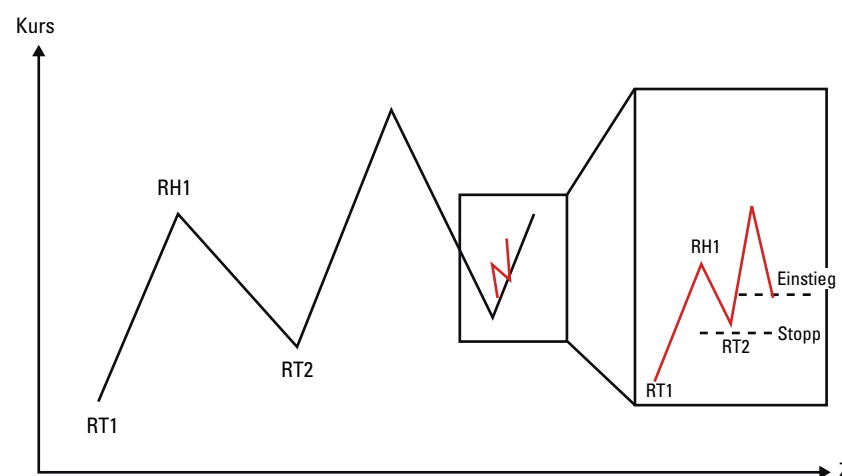 Kurs
RH1
RT2
RT1
RH1
Einstieg
Stopp
RT2
RT1